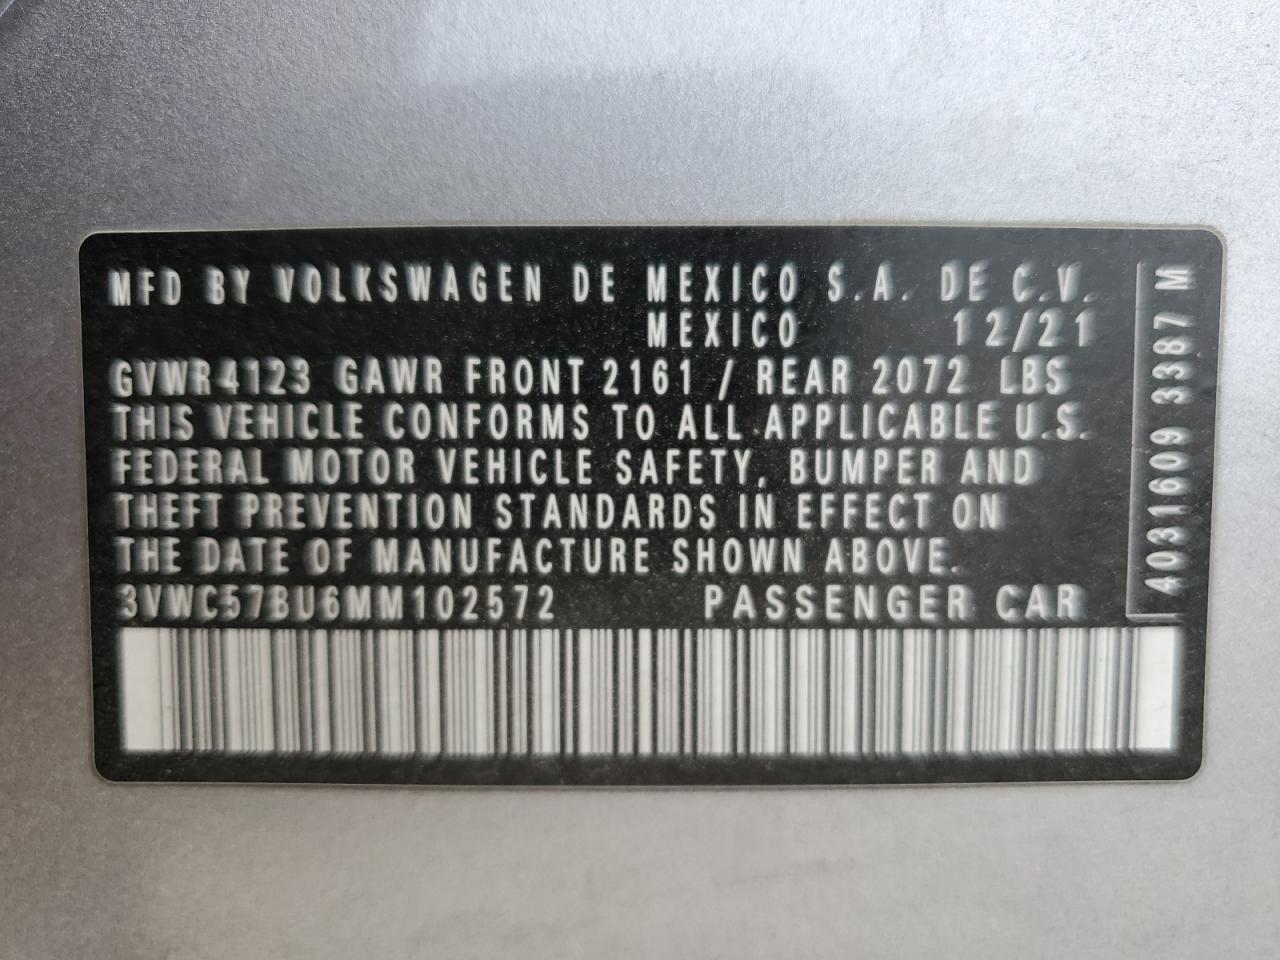 MFD BY VOLKSWAGEN DE MEXICO S.A. DE C.V.
MEXICO 12/21
GVWR4123 GAWR FRONT 2161 / REAR 2072 LBS
THIS VEHICLE CONFORMS TO ALL APPLICABLE U.S.
FEDERAL MOTOR VEHICLE SAFETY, BUMPER AND
THEFT PREVENTION STANDARDS IN EFFECT ON
THE DATE OF MANUFACTURE SHOWN ABOVE.
3VWC57BU6MM102572 PASSENGER CAR
4031609 3387 M